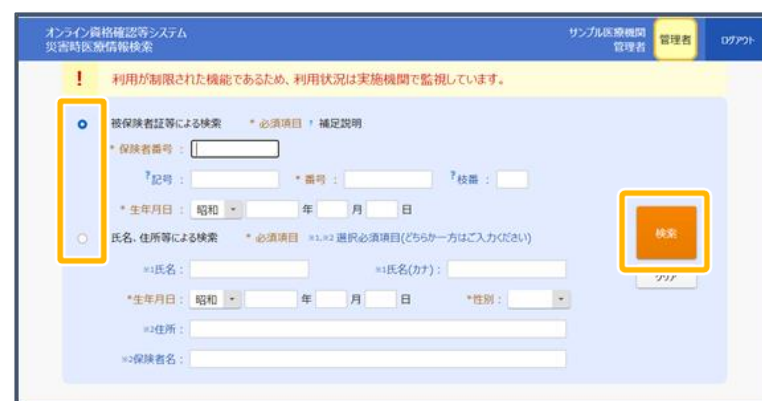 オンライン資格確認等システム
災害時医療情報検索
サンプル医療機関
管理者
管理者
ログアウト
! 利用が制限された機能であるため、利用状況は実施機関で監視しています。
被保険者証等による検索 * 必須項目 ? 補足説明
* 保険者番号 :
?記号 : * 番号 : ?枝番 :
* 生年月日 : 昭和 年 月 日
氏名、住所等による検索 * 必須項目 ※1,※2 選択必須項目(どちらか一方はご入力ください)
※1氏名 : ※1氏名(カナ) :
*生年月日 : 昭和 年 月 日 *性別 :
※2住所 :
※2保険者名 :
検索
クリア